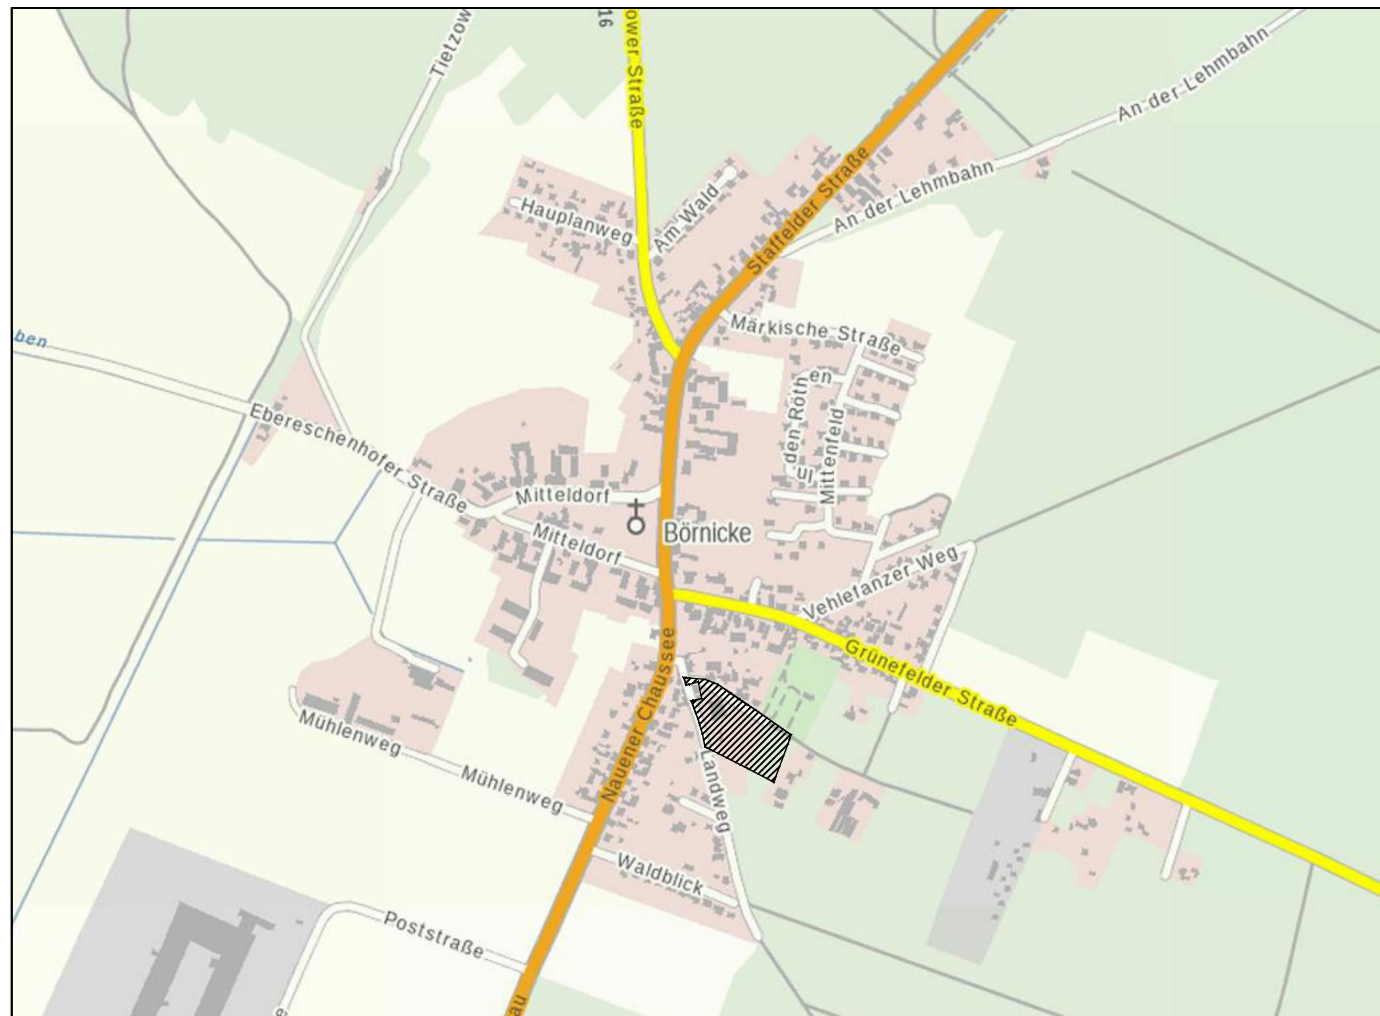 Tietzow
ower Straße
16
An der Lehmbahn
Staffelder Straße
An der Lehmbahn
Hauplanweg
Am Wald
Märkische Straße
ben
In den Röthen
Mittenfeld
Ebereschenhofer Straße
Mitteldorf
Mitteldorf
Börnicke
Vehlefanzer Weg
Grünefelder Straße
Nauener Chaussee
Landweg
Mühlenweg
Mühlenweg
Waldblick
Poststraße
au
e